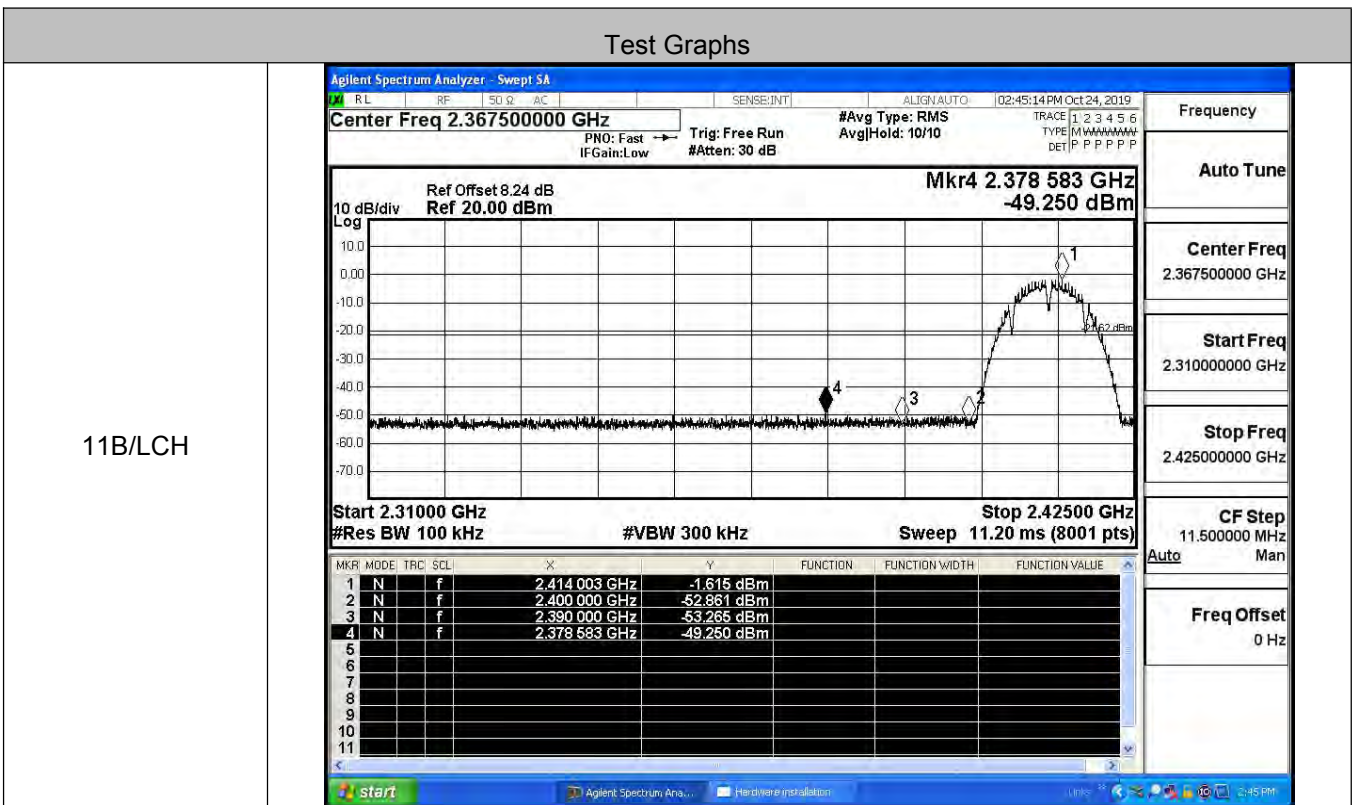 Test Graphs
11B/LCH
Agilent Spectrum Analyzer - Swept SA
LXI RL RF 50 Ω AC SENSE:INT ALIGNAUTO 02:45:14 PM Oct 24, 2019
Center Freq 2.367500000 GHz
PNO: Fast
IFGain:Low
Trig: Free Run
#Atten: 30 dB
#Avg Type: RMS
Avg|Hold: 10/10
TRACE 1 2 3 4 5 6
TYPE MWWWWW
DET P P P P P P
Ref Offset 8.24 dB
10 dB/div Ref 20.00 dBm
Log
Mkr4 2.378 583 GHz
-49.250 dBm
10.0
0.00
-10.0
-20.0
-30.0
-40.0
-50.0
-60.0
-70.0
1
2
3
4
-21.62 dBm
Start 2.31000 GHz Stop 2.42500 GHz
#Res BW 100 kHz #VBW 300 kHz Sweep 11.20 ms (8001 pts)
MKR MODE TRC SCL X Y FUNCTION FUNCTION WIDTH FUNCTION VALUE
1 N f 2.414 003 GHz -1.615 dBm
2 N f 2.400 000 GHz -52.861 dBm
3 N f 2.390 000 GHz -53.265 dBm
4 N f 2.378 583 GHz -49.250 dBm
5
6
7
8
9
10
11
Frequency
Auto Tune
Center Freq
2.367500000 GHz
Start Freq
2.310000000 GHz
Stop Freq
2.425000000 GHz
CF Step
11.500000 MHz
Auto Man
Freq Offset
0 Hz
start Agilent Spectrum Ana... Hardware installation Links 2:45 PM